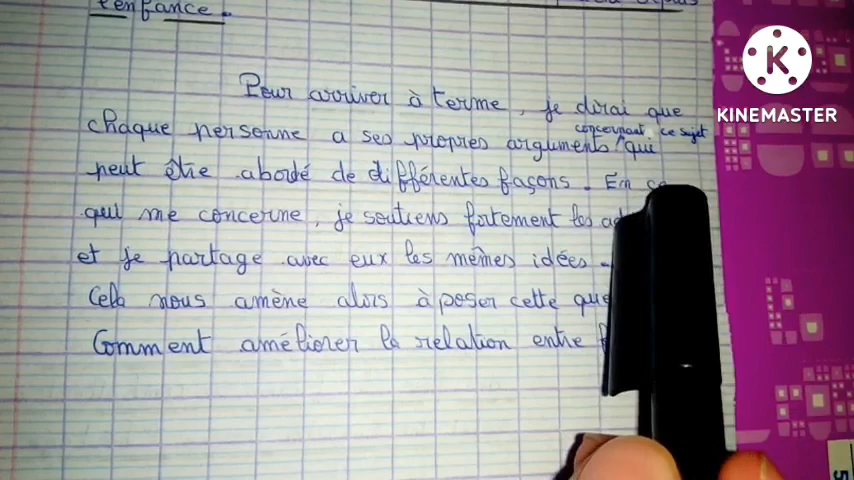 l'enfance.
Pour arriver à terme, je dirai que
chaque personne a ses propres arguments concernant ce sujet que
peut être abordé de différentes façons. En ce
qui me concerne, je soutiens fortement les
et je partage avec eux les mêmes idées.
Cela nous amène alors à poser cette
Comment améliorer la relation entre
K
KINEMASTER
5